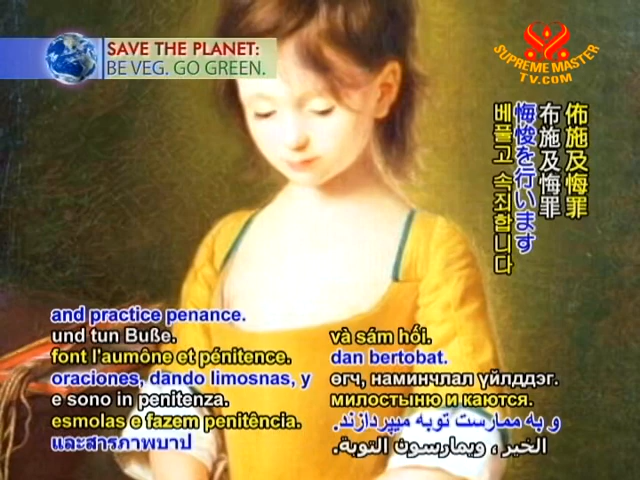 SAVE THE PLANET:
BE VEG. GO GREEN.
SUPREME MASTER
TV.COM
佈施及悔罪
布施及悔罪
悔悛を行います
베풀고 속죄합니다
and practice penance.
und tun Buße.
font l'aumône et pénitence.
oraciones, dando limosnas, y
e sono in penitenza.
esmolas e fazem penitência.
และสารภาพบาป
và sám hối.
dan bertobat.
өгч, наминчлал үйлддэг.
милостыню и каются.
و به ممارست توبه میپردازند.
الخير ، ويمارسون التوبة.